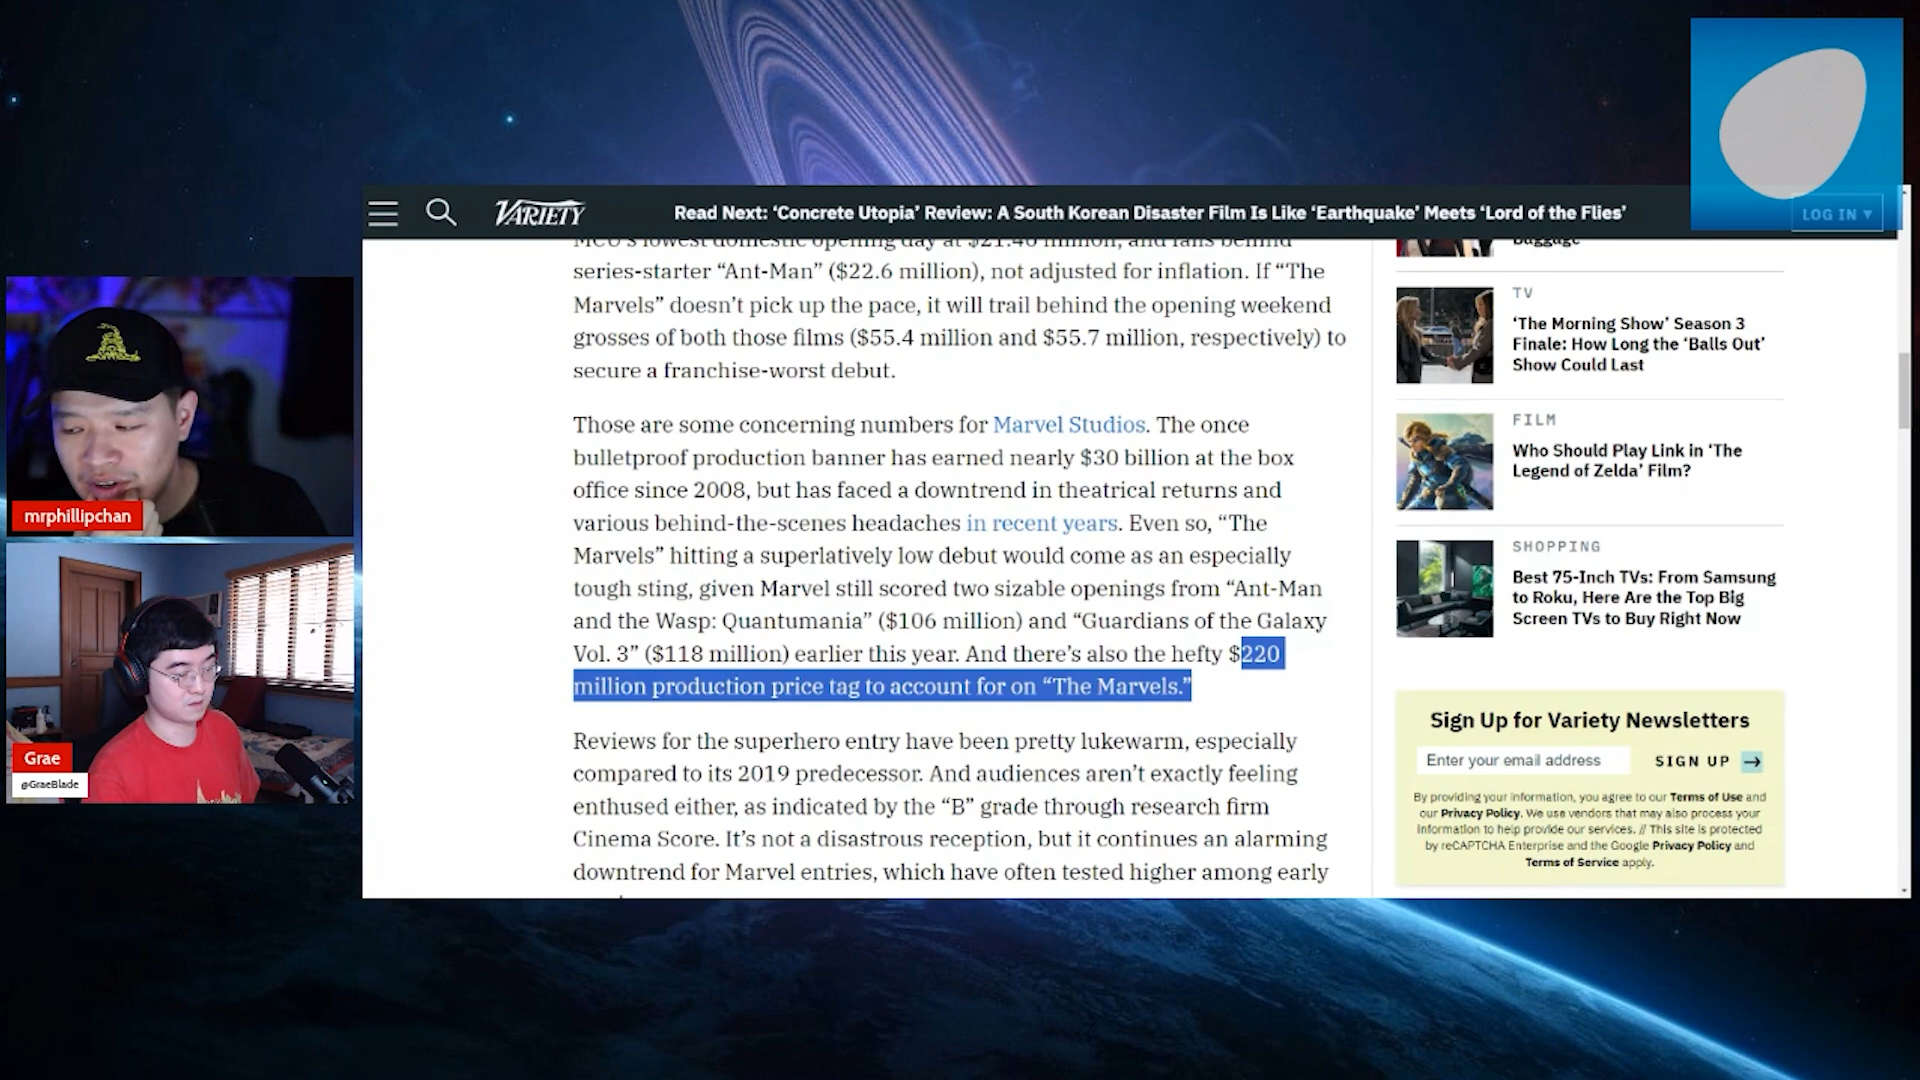 VARIETY
Read Next: ‘Concrete Utopia’ Review: A South Korean Disaster Film Is Like ‘Earthquake’ Meets ‘Lord of the Flies’
LOG IN ▾
MCU’s lowest domestic opening day at $21.46 million, and falls behind
series-starter “Ant-Man” ($22.6 million), not adjusted for inflation. If “The
Marvels” doesn’t pick up the pace, it will trail behind the opening weekend
grosses of both those films ($55.4 million and $55.7 million, respectively) to
secure a franchise-worst debut.
Those are some concerning numbers for Marvel Studios. The once
bulletproof production banner has earned nearly $30 billion at the box
office since 2008, but has faced a downtrend in theatrical returns and
various behind-the-scenes headaches in recent years. Even so, “The
Marvels” hitting a superlatively low debut would come as an especially
tough sting, given Marvel still scored two sizable openings from “Ant-Man
and the Wasp: Quantumania” ($106 million) and “Guardians of the Galaxy
Vol. 3” ($118 million) earlier this year. And there’s also the hefty $220
million production price tag to account for on “The Marvels.”
Reviews for the superhero entry have been pretty lukewarm, especially
compared to its 2019 predecessor. And audiences aren’t exactly feeling
enthused either, as indicated by the “B” grade through research firm
Cinema Score. It’s not a disastrous reception, but it continues an alarming
downtrend for Marvel entries, which have often tested higher among early
Baggage
TV
‘The Morning Show’ Season 3
Finale: How Long the ‘Balls Out’
Show Could Last
FILM
Who Should Play Link in ‘The
Legend of Zelda’ Film?
SHOPPING
Best 75-Inch TVs: From Samsung
to Roku, Here Are the Top Big
Screen TVs to Buy Right Now
Sign Up for Variety Newsletters
Enter your email address
SIGN UP →
By providing your information, you agree to our Terms of Use and
our Privacy Policy. We use vendors that may also process your
information to help provide our services. // This site is protected
by reCAPTCHA Enterprise and the Google Privacy Policy and
Terms of Service apply.
mrphillipchan
Grae
@GraeBlade